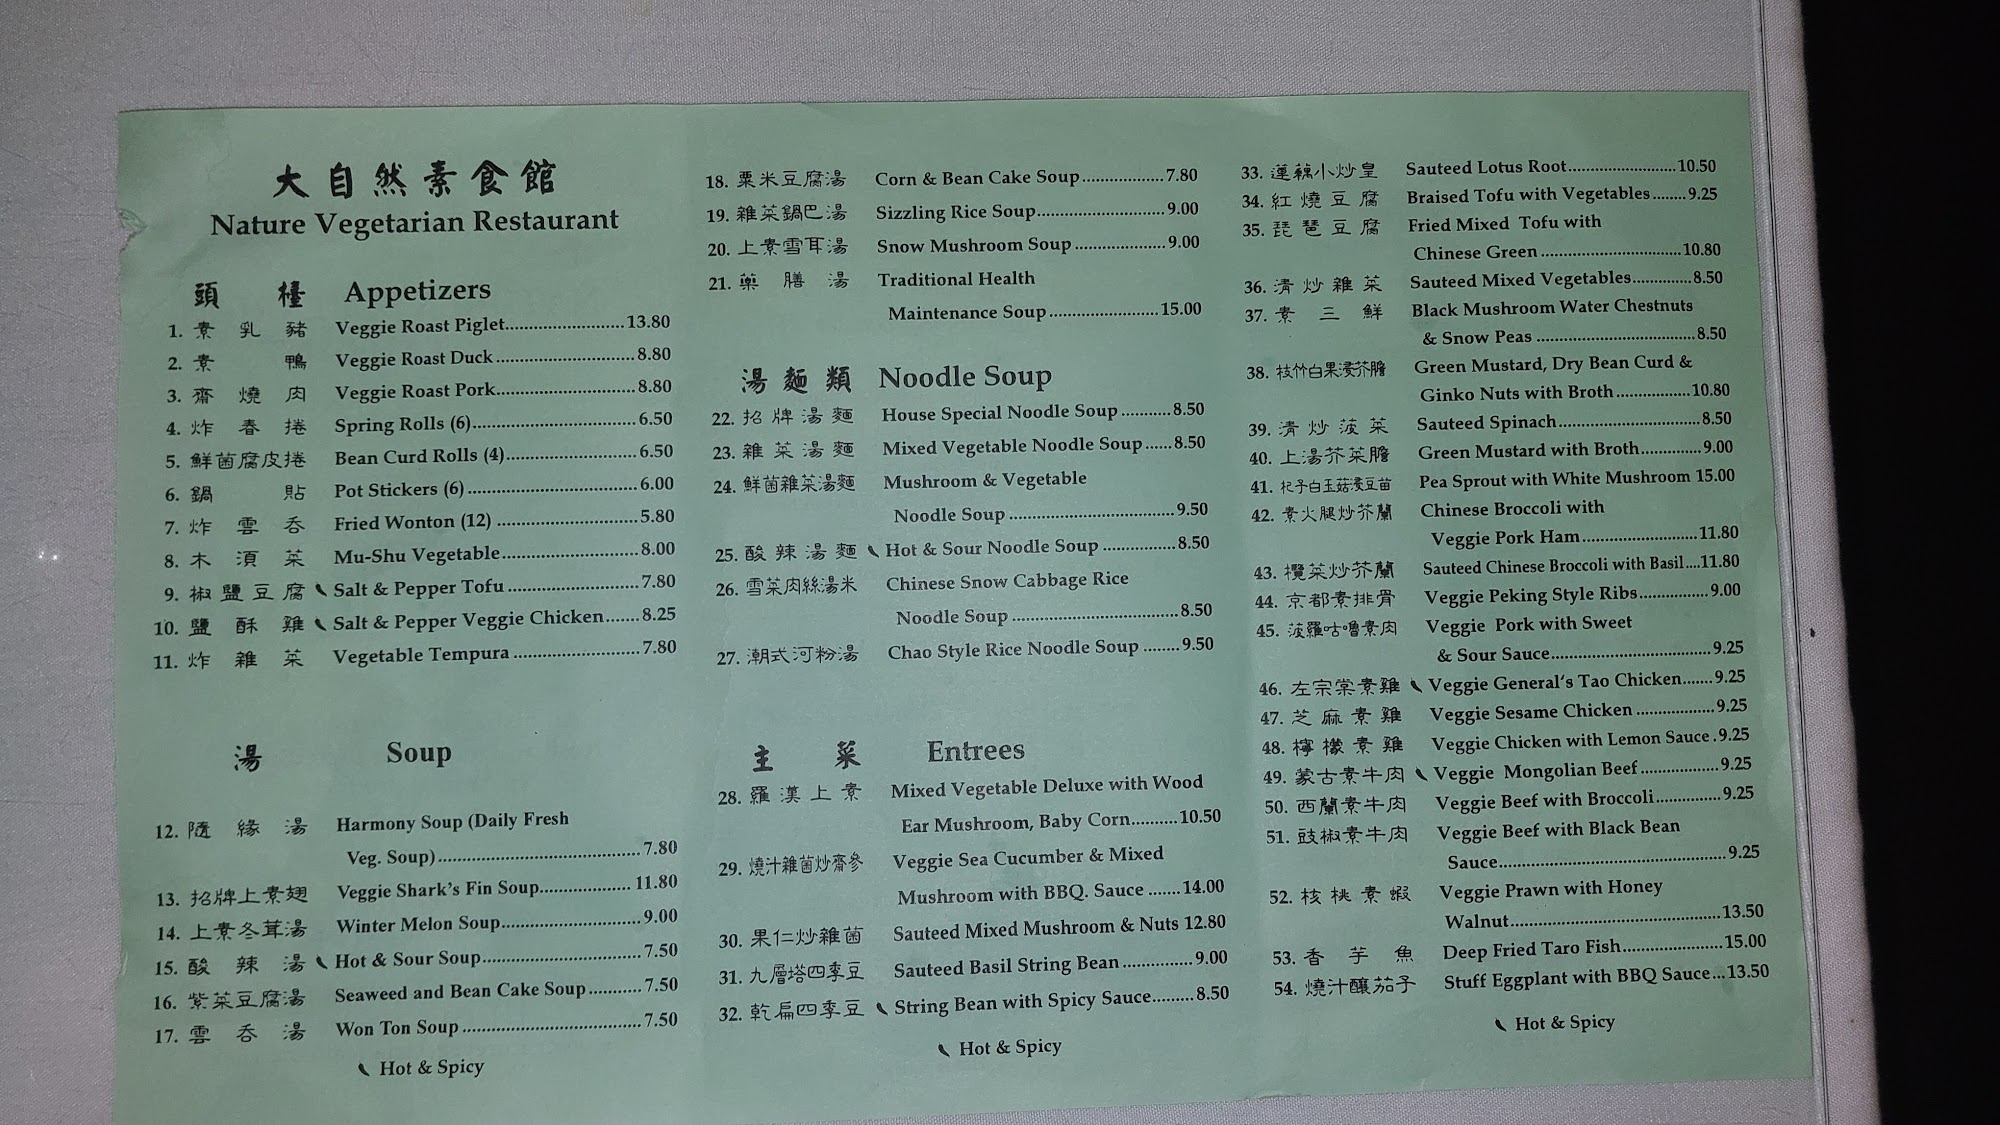 大自然素食館
Nature Vegetarian Restaurant
頭檯 Appetizers
1. 素乳豬 Veggie Roast Piglet 13.80
2. 素鴨 Veggie Roast Duck 8.80
3. 齋燒肉 Veggie Roast Pork 8.80
4. 炸春捲 Spring Rolls (6) 6.50
5. 鮮菌腐皮捲 Bean Curd Rolls (4) 6.50
6. 鍋貼 Pot Stickers (6) 6.00
7. 炸雲吞 Fried Wonton (12) 5.80
8. 木須菜 Mu-Shu Vegetable 8.00
9. 椒鹽豆腐 Salt & Pepper Tofu 7.80
10. 鹽酥雞 Salt & Pepper Veggie Chicken 8.25
11. 炸雜菜 Vegetable Tempura 7.80
湯 Soup
12. 隨緣湯 Harmony Soup (Daily Fresh
Veg. Soup) 7.80
13. 招牌上素翅 Veggie Shark's Fin Soup 11.80
14. 上素冬茸湯 Winter Melon Soup 9.00
15. 酸辣湯 Hot & Sour Soup 7.50
16. 紫菜豆腐湯 Seaweed and Bean Cake Soup 7.50
17. 雲吞湯 Won Ton Soup 7.50
Hot & Spicy
18. 粟米豆腐湯 Corn & Bean Cake Soup 7.80
19. 雜菜鍋巴湯 Sizzling Rice Soup 9.00
20. 上素雪耳湯 Snow Mushroom Soup 9.00
21. 藥膳湯 Traditional Health
Maintenance Soup 15.00
湯麵類 Noodle Soup
22. 招牌湯麵 House Special Noodle Soup 8.50
23. 雜菜湯麵 Mixed Vegetable Noodle Soup 8.50
24. 鮮菌雜菜湯麵 Mushroom & Vegetable
Noodle Soup 9.50
25. 酸辣湯麵 Hot & Sour Noodle Soup 8.50
26. 雪菜肉絲湯米 Chinese Snow Cabbage Rice
Noodle Soup 8.50
27. 潮式河粉湯 Chao Style Rice Noodle Soup 9.50
主菜 Entrees
28. 羅漢上素 Mixed Vegetable Deluxe with Wood
Ear Mushroom, Baby Corn 10.50
29. 燒汁雜菌炒齋參 Veggie Sea Cucumber & Mixed
Mushroom with BBQ. Sauce 14.00
30. 果仁炒雜菌 Sauteed Mixed Mushroom & Nuts 12.80
31. 九層塔四季豆 Sauteed Basil String Bean 9.00
32. 乾扁四季豆 String Bean with Spicy Sauce 8.50
Hot & Spicy
33. 蓮藕小炒皇 Sauteed Lotus Root 10.50
34. 紅燒豆腐 Braised Tofu with Vegetables 9.25
35. 琵琶豆腐 Fried Mixed Tofu with
Chinese Green 10.80
36. 清炒雜菜 Sauteed Mixed Vegetables 8.50
37. 素三鮮 Black Mushroom Water Chestnuts
& Snow Peas 8.50
38. 枝竹白果浸芥膽 Green Mustard, Dry Bean Curd &
Ginko Nuts with Broth 10.80
39. 清炒菠菜 Sauteed Spinach 8.50
40. 上湯芥菜膽 Green Mustard with Broth 9.00
41. 杞子白玉菇浸豆苗 Pea Sprout with White Mushroom 15.00
42. 素火腿炒芥蘭 Chinese Broccoli with
Veggie Pork Ham 11.80
43. 欖菜炒芥蘭 Sauteed Chinese Broccoli with Basil 11.80
44. 京都素排骨 Veggie Peking Style Ribs 9.00
45. 菠羅咕嚕素肉 Veggie Pork with Sweet
& Sour Sauce 9.25
46. 左宗棠素雞 Veggie General's Tao Chicken 9.25
47. 芝麻素雞 Veggie Sesame Chicken 9.25
48. 檸檬素雞 Veggie Chicken with Lemon Sauce 9.25
49. 蒙古素牛肉 Veggie Mongolian Beef 9.25
50. 西蘭素牛肉 Veggie Beef with Broccoli 9.25
51. 豉椒素牛肉 Veggie Beef with Black Bean
Sauce 9.25
52. 核桃素蝦 Veggie Prawn with Honey
Walnut 13.50
53. 香芋魚 Deep Fried Taro Fish 15.00
54. 燒汁釀茄子 Stuff Eggplant with BBQ Sauce 13.50
Hot & Spicy